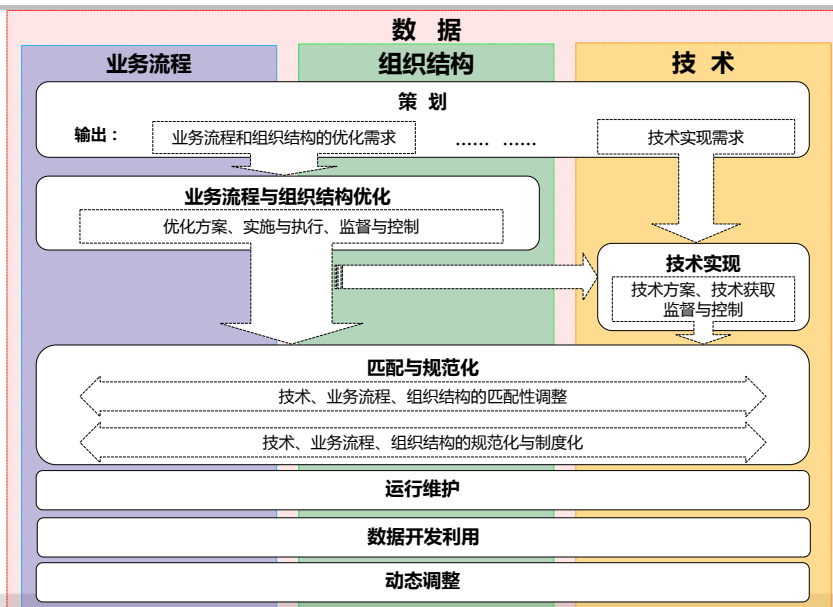 数 据
业务流程
组织结构
技 术
策 划
输出：
业务流程和组织结构的优化需求
…… ……
技术实现需求
业务流程与组织结构优化
优化方案、实施与执行、监督与控制
技术实现
技术方案、技术获取
监督与控制
匹配与规范化
技术、业务流程、组织结构的匹配性调整
技术、业务流程、组织结构的规范化与制度化
运行维护
数据开发利用
动态调整